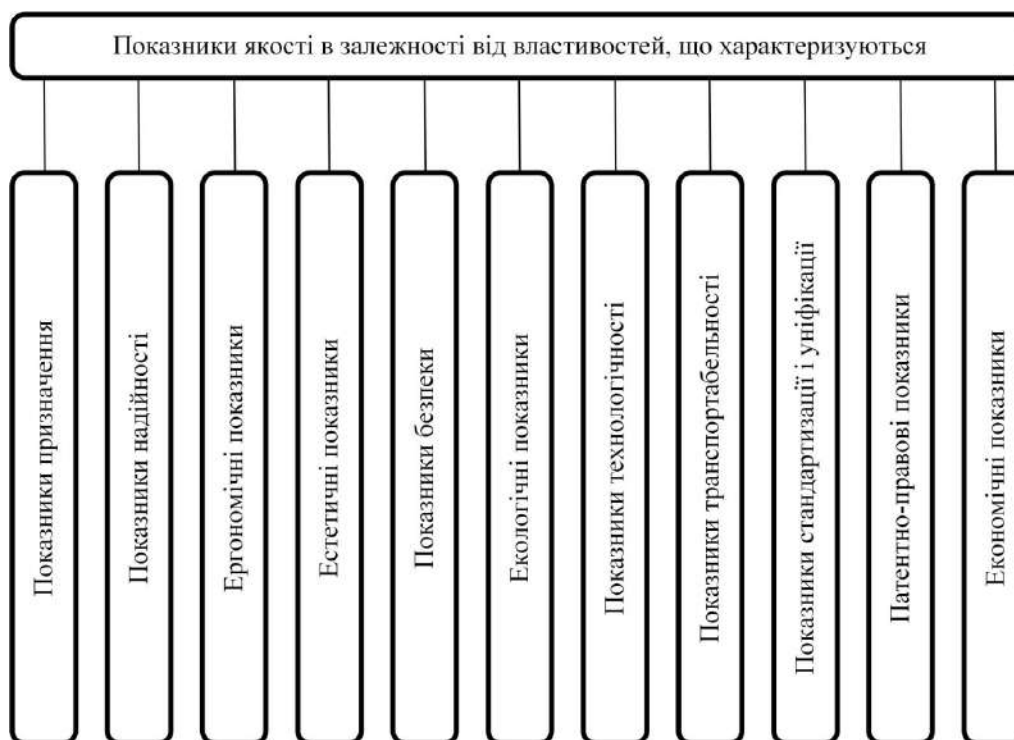 Показники якості в залежності від властивостей, що характеризуються
Показники призначення
Показники надійності
Ергономічні показники
Естетичні показники
Показники безпеки
Екологічні показники
Показники технологічності
Показники транспортабельності
Показники стандартизації і уніфікації
Патентно-правові показники
Економічні показники